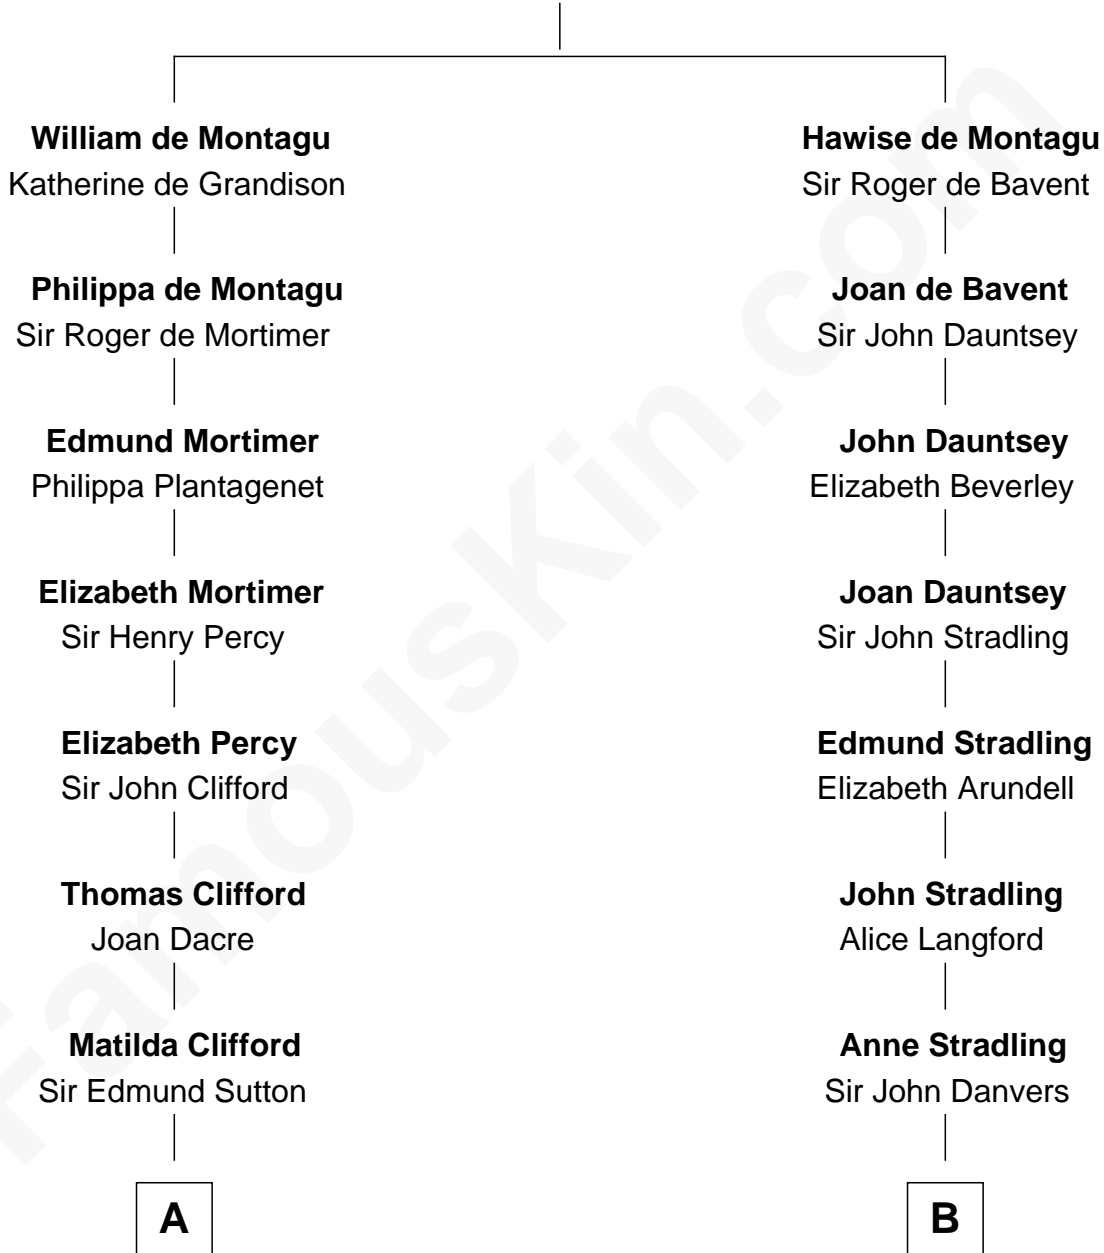 William de Montagu
Katherine de Grandison
Philippa de Montagu
Sir Roger de Mortimer
Edmund Mortimer
Philippa Plantagenet
Elizabeth Mortimer
Sir Henry Percy
Elizabeth Percy
Sir John Clifford
Thomas Clifford
Joan Dacre
Matilda Clifford
Sir Edmund Sutton
A
Hawise de Montagu
Sir Roger de Bavent
Joan de Bavent
Sir John Dauntsey
John Dauntsey
Elizabeth Beverley
Joan Dauntsey
Sir John Stradling
Edmund Stradling
Elizabeth Arundell
John Stradling
Alice Langford
Anne Stradling
Sir John Danvers
B
FamousKin.com